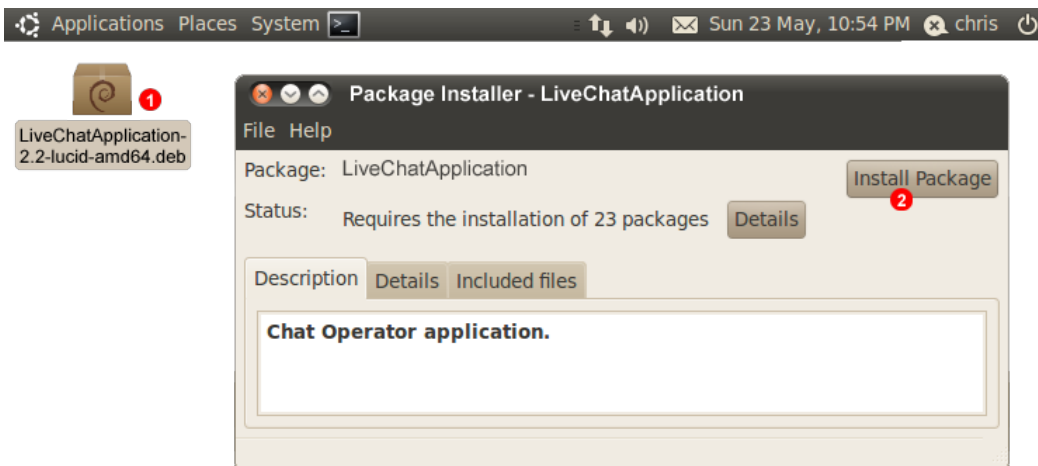 Applications Places System Sun 23 May, 10:54 PM chris
1
LiveChatApplication-
2.2-lucid-amd64.deb
Package Installer - LiveChatApplication
File Help
Package: LiveChatApplication
Install Package
2
Status: Requires the installation of 23 packages Details
Description Details Included files
Chat Operator application.